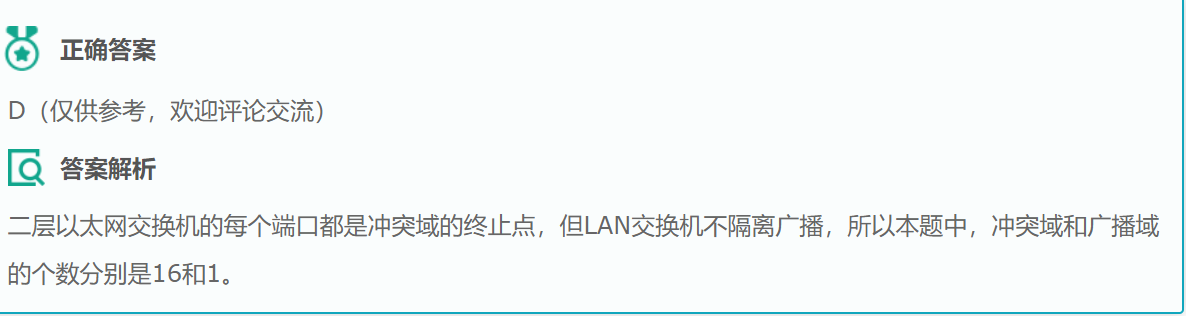 正确答案
D（仅供参考，欢迎评论交流）
答案解析
二层以太网交换机的每个端口都是冲突域的终止点，但LAN交换机不隔离广播，所以本题中，冲突域和广播域
的个数分别是16和1。